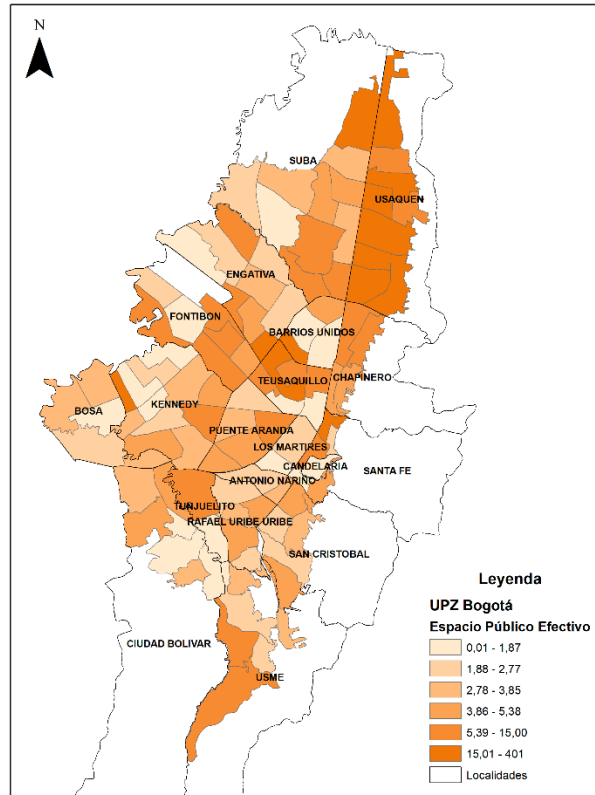 N
SUBA
USAQUEN
ENGATIVA
FONTIBON
BARRIOS UNIDOS
TEUSAQUILLO
CHAPINERO
BOSA
KENNEDY
PUENTE ARANDA
LOS MARTIRES
CANDELARIA
SANTA FE
ANTONIO NARIÑO
TUNJUELITO
RAFAEL URIBE URIBE
SAN CRISTOBAL
CIUDAD BOLIVAR
USME
Leyenda
UPZ Bogotá
Espacio Público Efectivo
0,01 - 1,87
1,88 - 2,77
2,78 - 3,85
3,86 - 5,38
5,39 - 15,00
15,01 - 401
Localidades